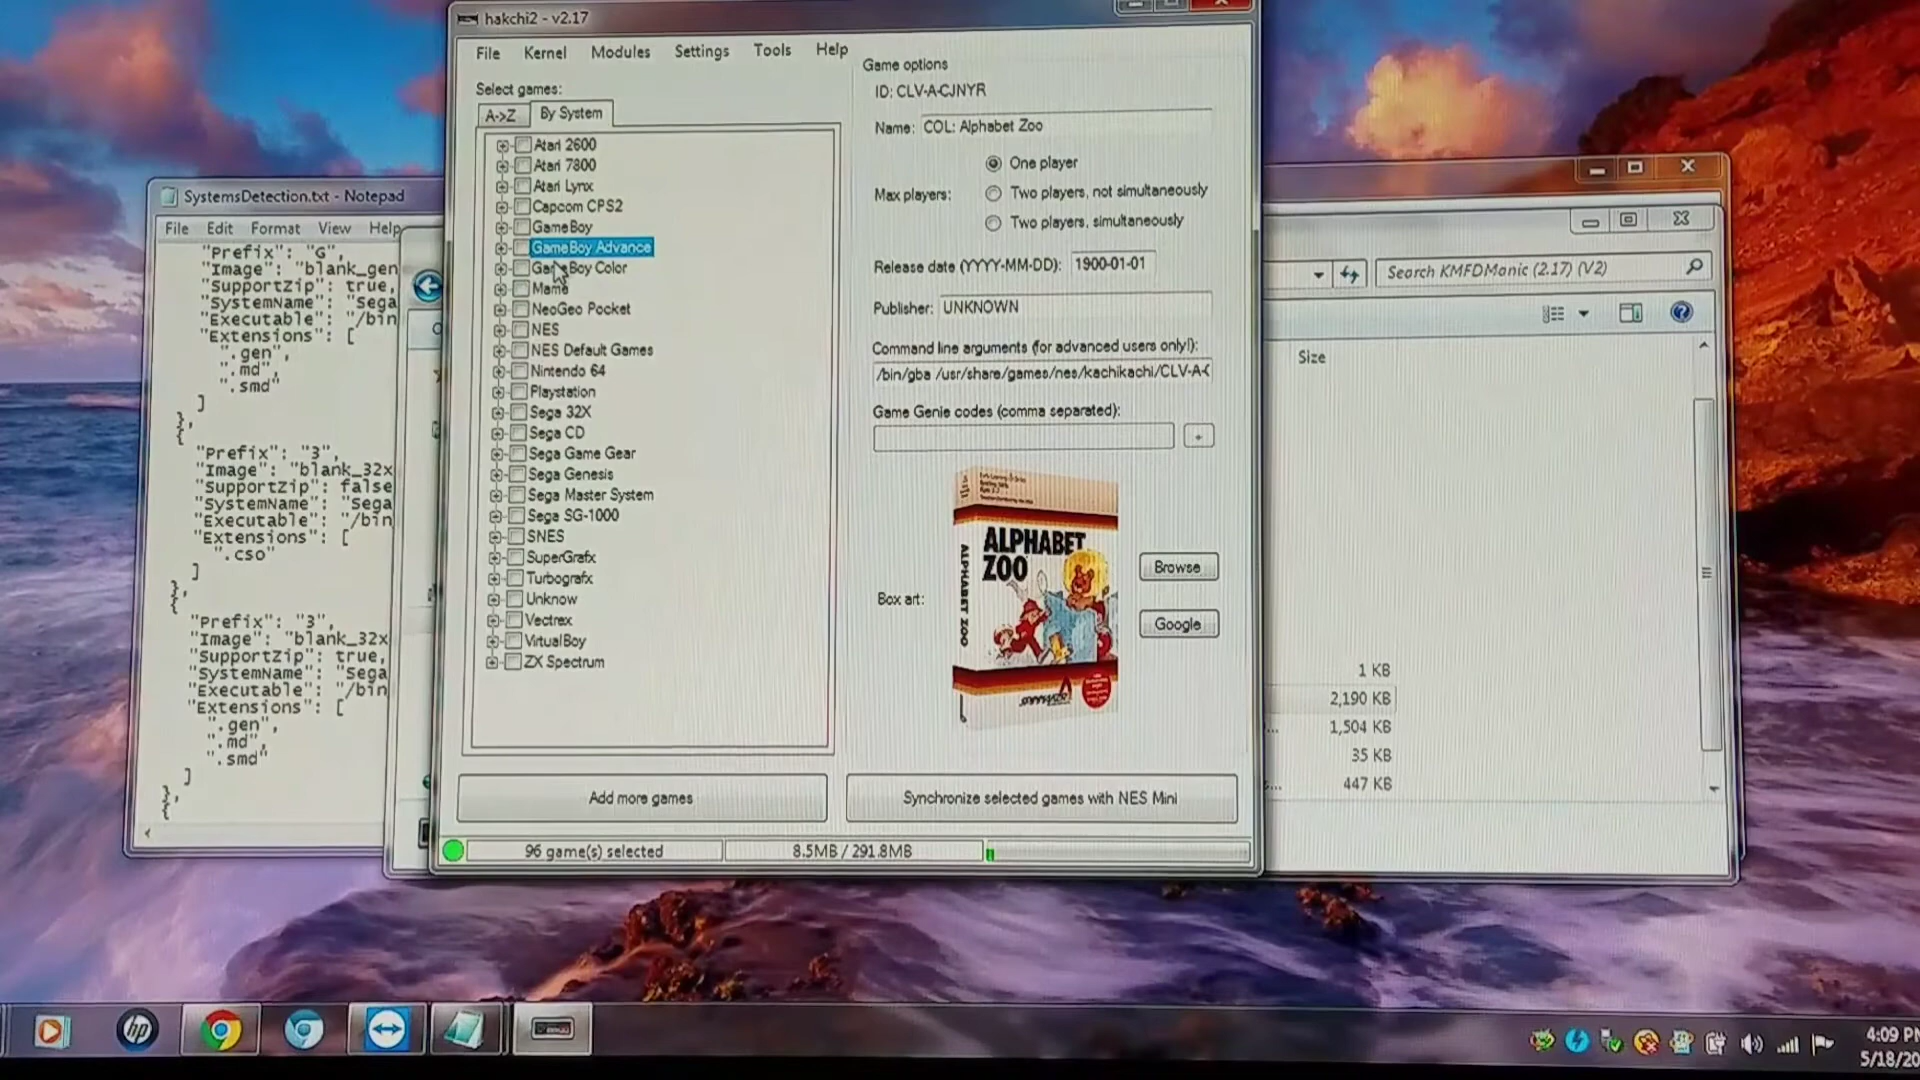 hakchi2 - v2.17
File Kernel Modules Settings Tools Help
Select games:
A->Z By System
Atari 2600
Atari 7800
Atari Lynx
Capcom CPS2
GameBoy
GameBoy Advance
GameBoy Color
Mame
NeoGeo Pocket
NES
NES Default Games
Nintendo 64
Playstation
Sega 32X
Sega CD
Sega Game Gear
Sega Genesis
Sega Master System
Sega SG-1000
SNES
SuperGrafx
Turbografx
Unknow
Vectrex
VirtualBoy
ZX Spectrum
Add more games
96 game(s) selected
8.5MB / 291.8MB
Game options
ID: CLV-A-CJNYR
Name: COL: Alphabet Zoo
Max players:
One player
Two players, not simultaneously
Two players, simultaneously
Release date (YYYY-MM-DD): 1900-01-01
Publisher: UNKNOWN
Command line arguments (for advanced users only!):
/bin/gba /usr/share/games/nes/kachikachi/CLV-A-C
Game Genie codes (comma separated):
+
Box art:
ALPHABET
ZOO
ALPHABET ZOO
Browse
Google
Synchronize selected games with NES Mini
SystemsDetection.txt - Notepad
File Edit Format View Help
"Prefix": "G",
"Image": "blank_gen
"SupportZip": true,
"SystemName": "Sega
"Executable": "/bin
"Extensions": [
".gen",
".md",
".smd"
]
},
{
"Prefix": "3",
"Image": "blank_32x
"SupportZip": false
"SystemName": "Sega
"Executable": "/bin
"Extensions": [
".cso"
]
},
{
"Prefix": "3",
"Image": "blank_32x
"SupportZip": true,
"SystemName": "Sega
"Executable": "/bin
"Extensions": [
".gen",
".md",
".smd"
]
},
{
Search KMFDManic (2.17) (V2)
Size
1 KB
2,190 KB
1,504 KB
35 KB
447 KB
hp
4:09 PM
5/18/20